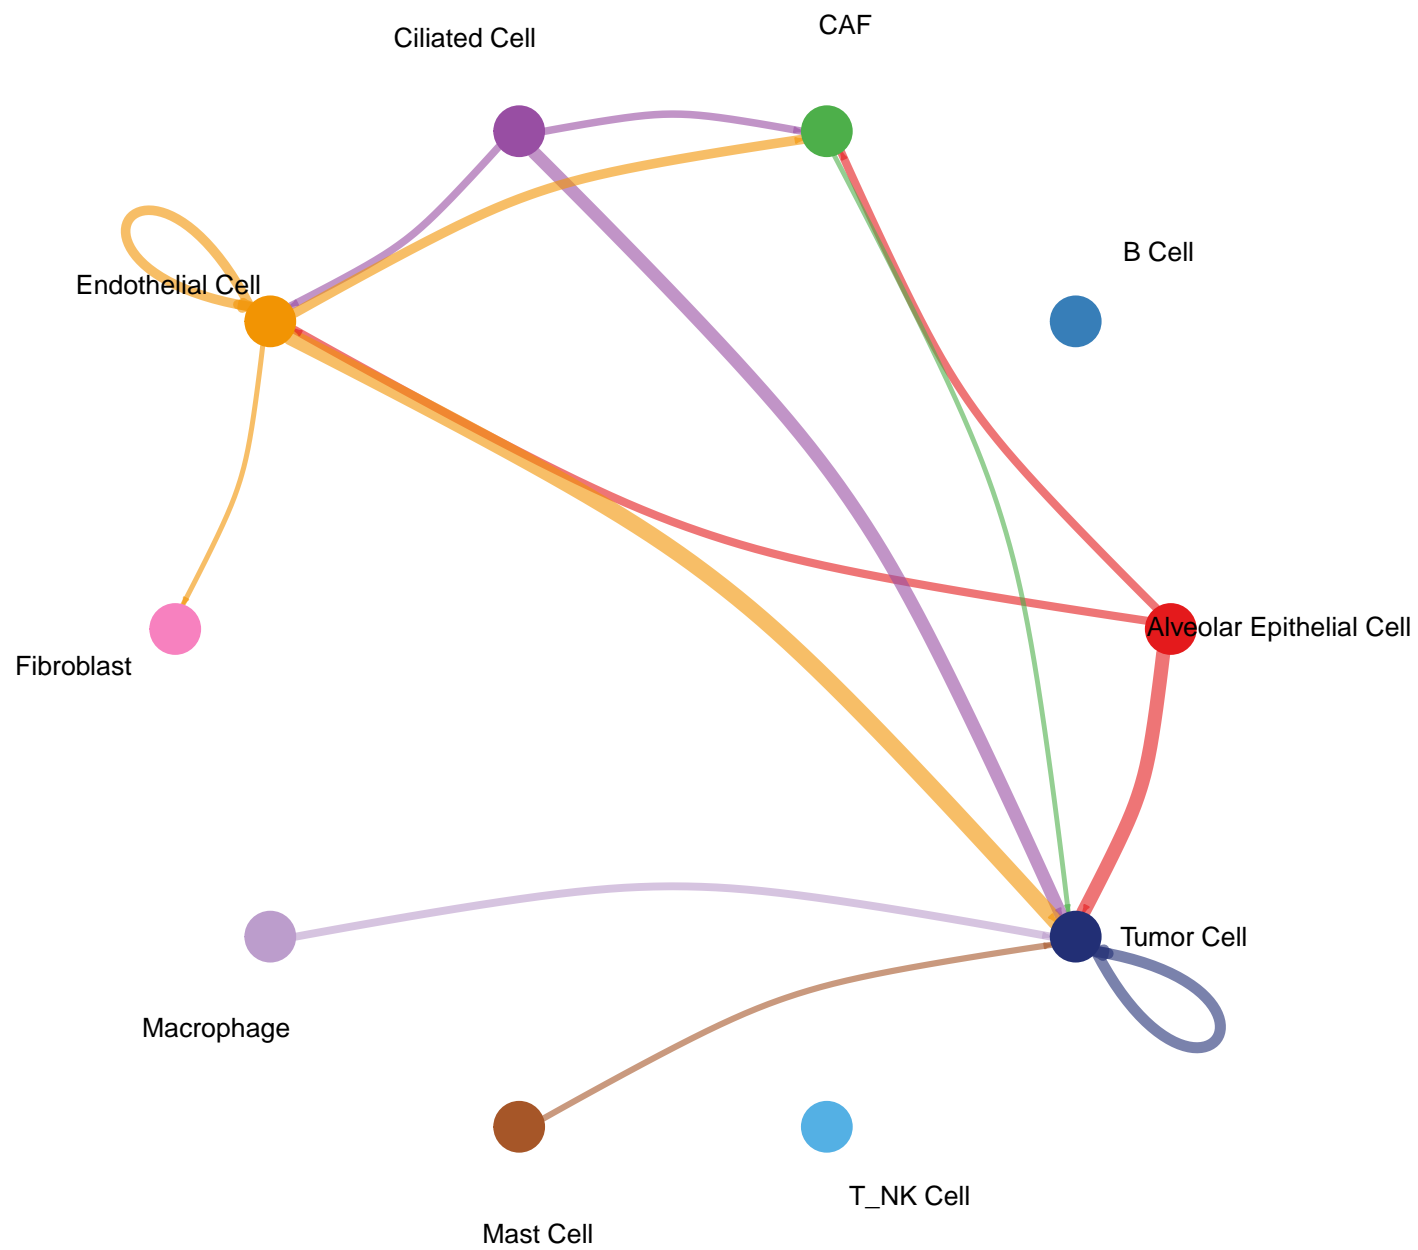 CAF
Ciliated Cell
B Cell
Endothelial Cell
Alveolar Epithelial Cell
Fibroblast
Tumor Cell
Macrophage
T_NK Cell
Mast Cell